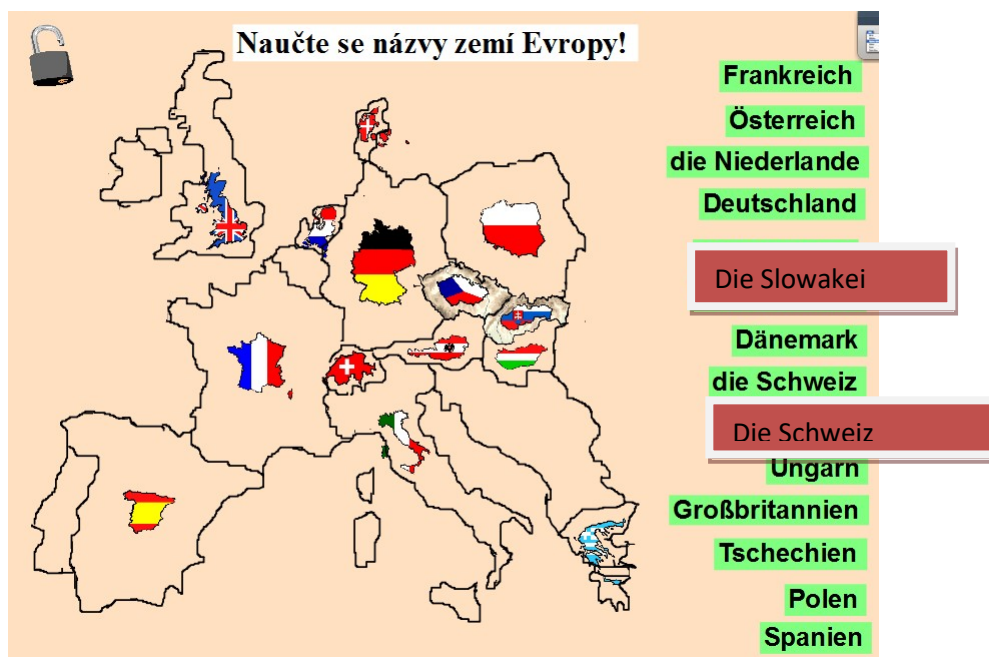 Naučte se názvy zemí Evropy!
Frankreich
Österreich
die Niederlande
Deutschland
Die Slowakei
Dänemark
die Schweiz
Die Schweiz
Ungarn
Großbritannien
Tschechien
Polen
Spanien